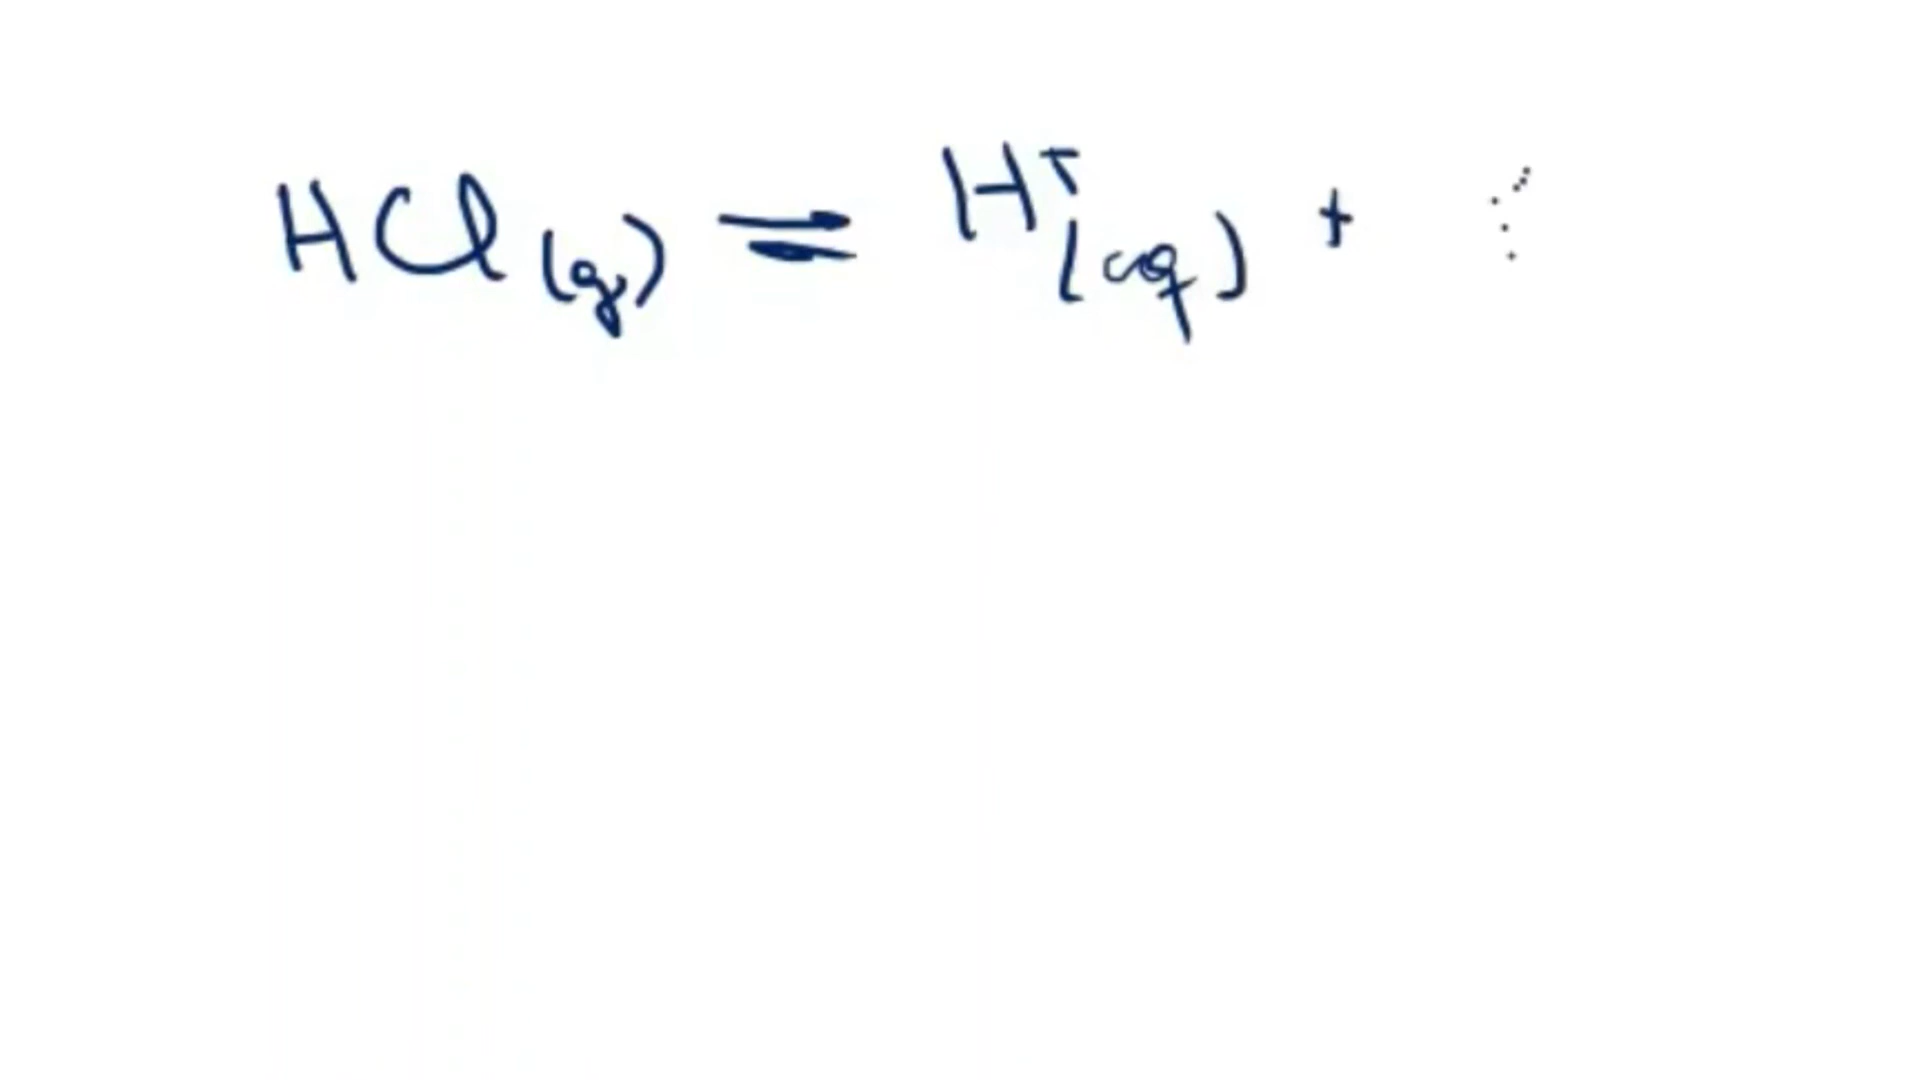 HCl(g) ⇌ H⁺(aq) +